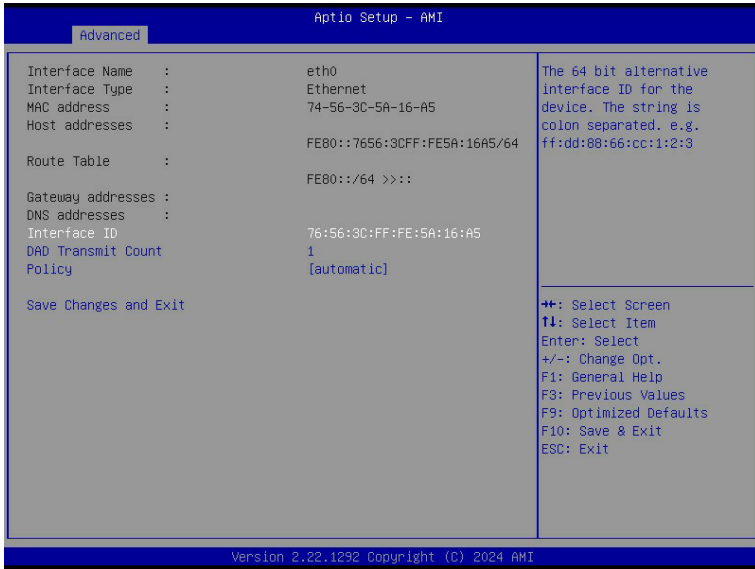 Aptio Setup – AMI
Advanced
Interface Name : eth0
Interface Type : Ethernet
MAC address : 74-56-3C-5A-16-A5
Host addresses :
FE80::7656:3CFF:FE5A:16A5/64
Route Table :
FE80::/64 >>::
Gateway addresses :
DNS addresses :
Interface ID 76:56:3C:FF:FE:5A:16:A5
DAD Transmit Count 1
Policy [automatic]
Save Changes and Exit
The 64 bit alternative
interface ID for the
device. The string is
colon separated. e.g.
ff:dd:88:66:cc:1:2:3
→←: Select Screen
↑↓: Select Item
Enter: Select
+/-: Change Opt.
F1: General Help
F3: Previous Values
F9: Optimized Defaults
F10: Save & Exit
ESC: Exit
Version 2.22.1292 Copyright (C) 2024 AMI